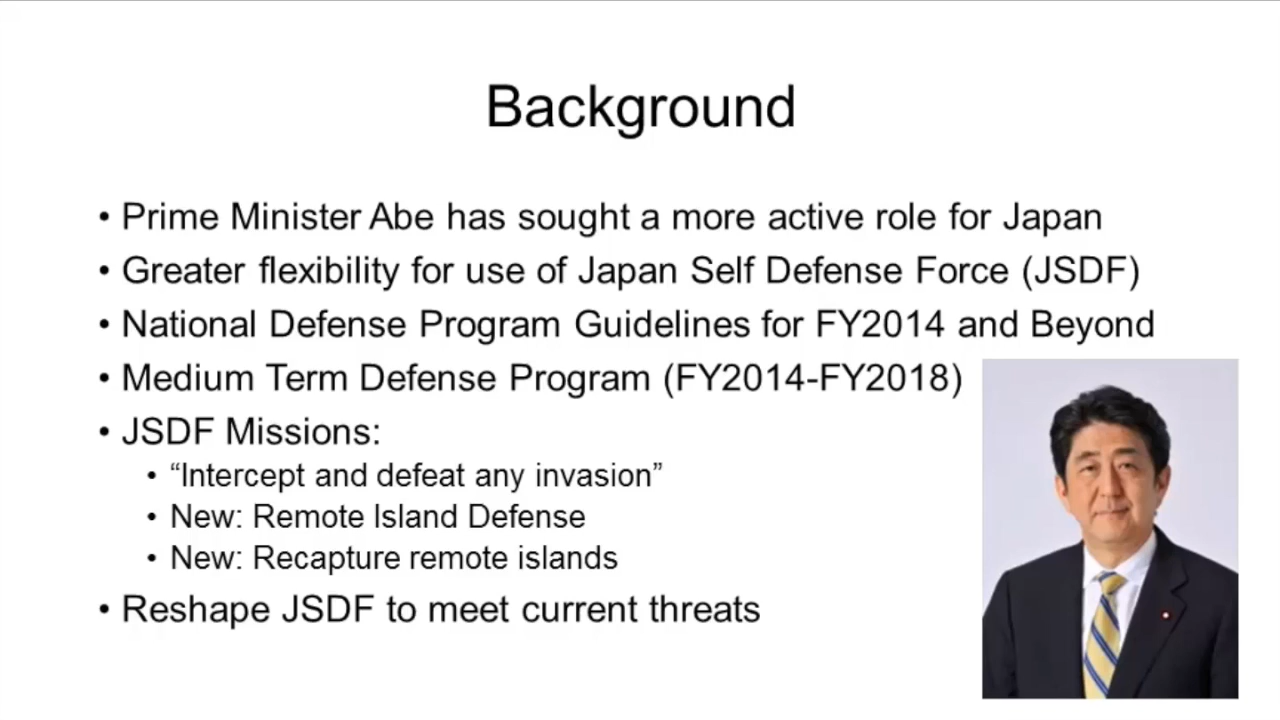 Background
• Prime Minister Abe has sought a more active role for Japan
• Greater flexibility for use of Japan Self Defense Force (JSDF)
• National Defense Program Guidelines for FY2014 and Beyond
• Medium Term Defense Program (FY2014-FY2018)
• JSDF Missions:
• “Intercept and defeat any invasion”
• New: Remote Island Defense
• New: Recapture remote islands
• Reshape JSDF to meet current threats